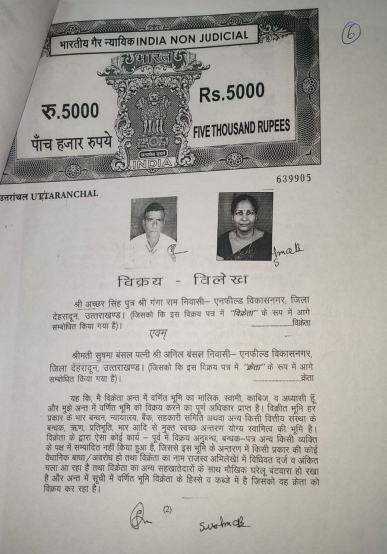 6
भारतीय गैर न्यायिक INDIA NON JUDICIAL
भारत
रु.5000
Rs.5000
पाँच हजार रुपये
FIVE THOUSAND RUPEES
INDIA
639905
उत्तरांचल UTTARANCHAL
विक्रय - विलेख
श्री अच्छर सिंह पुत्र श्री गंगा राम निवासी– एनफील्ड विकासनगर, जिला
देहरादून, उत्तराखण्ड। (जिसको कि इस विक्रय पत्र में "विक्रेता" के रूप में आगे
सम्बोधित किया गया है)। विक्रेता
एवम्
श्रीमती सुषमा बंसल पत्नी श्री अनिल बंसल निवासी– एनफील्ड विकासनगर,
जिला देहरादून, उत्तराखण्ड। (जिसको कि इस विक्रय पत्र में "क्रेता" के रूप में आगे
सम्बोधित किया गया है)। क्रेता
यह कि, मै विक्रेता अन्त में वर्णित भूमि का मालिक, स्वामी, काबिज, व अध्यासी हूँ
और मुझे अन्त में वर्णित भूमि को विक्रय करने का पूर्ण अधिकार प्राप्त है। विक्रीत भूमि हर
प्रकार के भार बन्धन, न्यायालय, बैंक, सहकारी समिति अथवा अन्य किसी वित्तीय संस्था के
बन्धक, ऋण, प्रतिभूति, भार आदि से मुक्त स्वच्छ अन्तरण योग्य स्वामित्व की भूमि है।
विक्रेता के द्वारा ऐसा कोई कार्य – पूर्व में विक्रय अनुबन्ध, बन्धक–पत्र अन्य किसी व्यक्ति
के पक्ष में सम्पादित नही किया हुआ है, जिससे इस भूमि के अन्तरण में किसी प्रकार की कोई
वैधानिक बाधा/अवरोध हो तथा विक्रेता का नाम राजस्व अभिलेखों में विधिवत दर्ज व अंकित
चला आ रहा है तथा विक्रेता का अन्य सहखातेदारों के साथ मौखिक घरेलू बंटवारा हो रखा
है और अन्त में सूची में वर्णित भूमि विक्रेता के हिस्से व कब्जे में है जिसको वह क्रेता को
विक्रय कर रहा है।
(2)